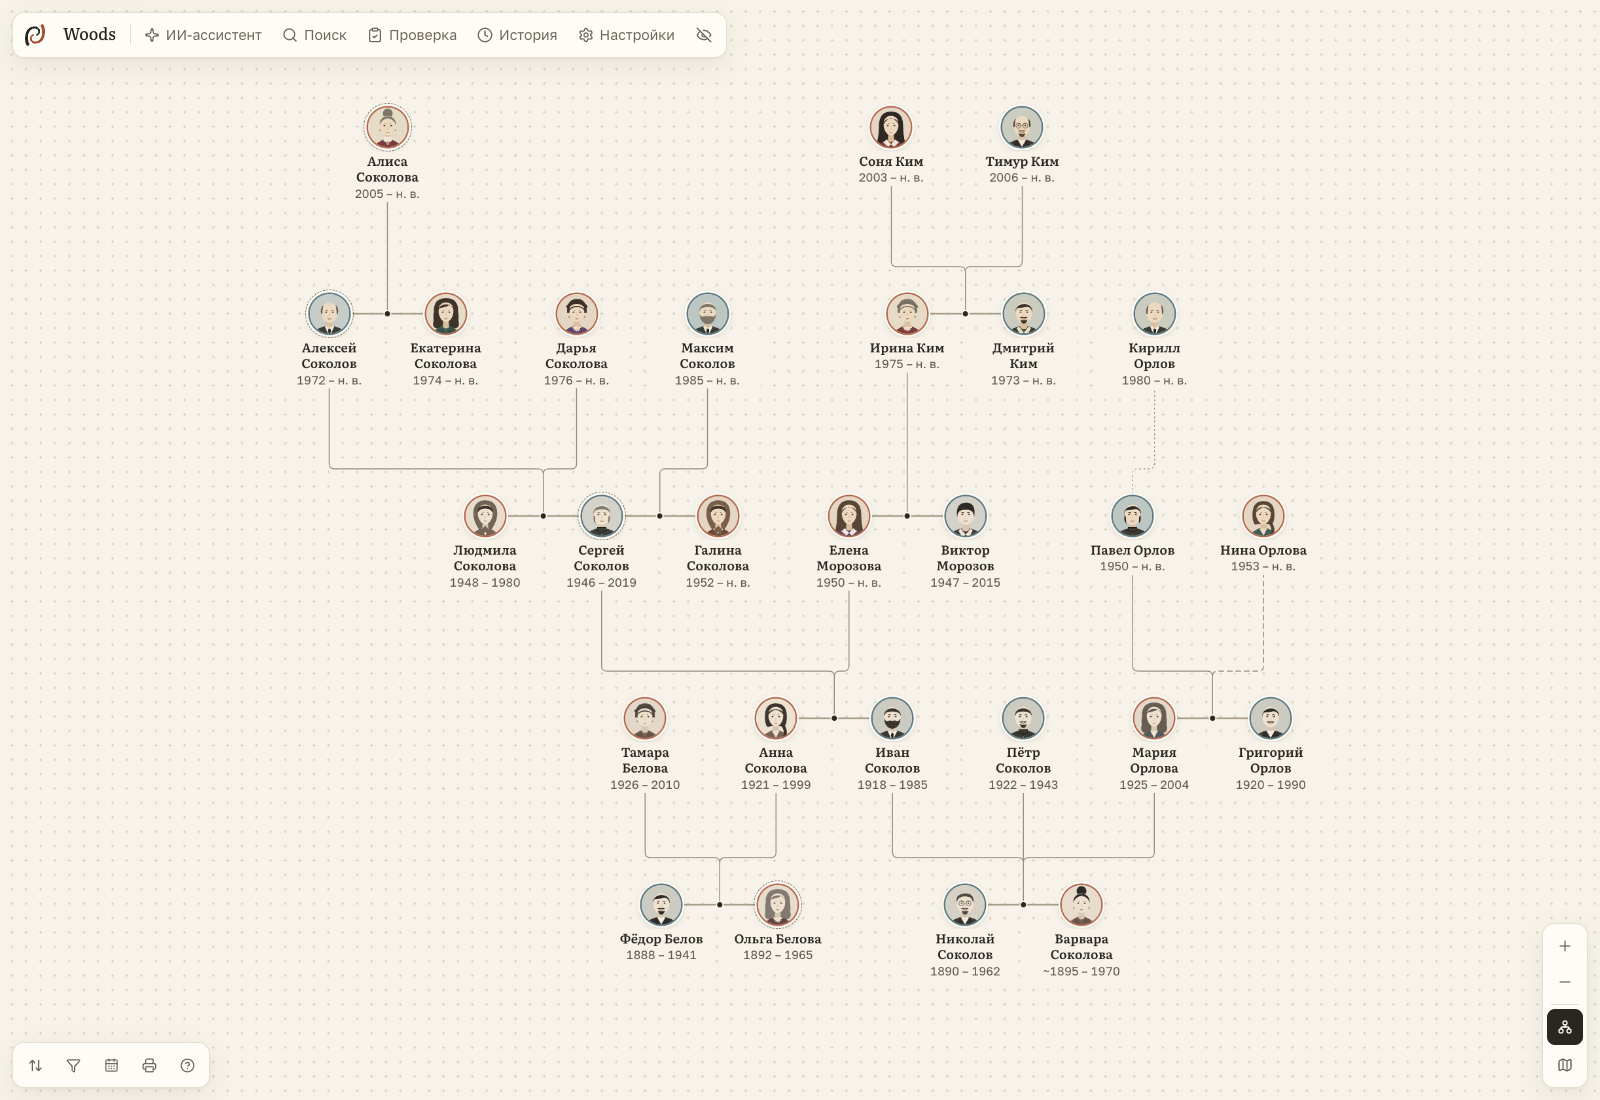 Woods
ИИ-ассистент
Поиск
Проверка
История
Настройки
Алиса
Соколова
2005 – н. в.
Соня Ким
2003 – н. в.
Тимур Ким
2006 – н. в.
Алексей
Соколов
1972 – н. в.
Екатерина
Соколова
1974 – н. в.
Дарья
Соколова
1976 – н. в.
Максим
Соколов
1985 – н. в.
Ирина Ким
1975 – н. в.
Дмитрий
Ким
1973 – н. в.
Кирилл
Орлов
1980 – н. в.
Людмила
Соколова
1948 – 1980
Сергей
Соколов
1946 – 2019
Галина
Соколова
1952 – н. в.
Елена
Морозова
1950 – н. в.
Виктор
Морозов
1947 – 2015
Павел Орлов
1950 – н. в.
Нина Орлова
1953 – н. в.
Тамара
Белова
1926 – 2010
Анна
Соколова
1921 – 1999
Иван
Соколов
1918 – 1985
Пётр
Соколов
1922 – 1943
Мария
Орлова
1925 – 2004
Григорий
Орлов
1920 – 1990
Фёдор Белов
1888 – 1941
Ольга Белова
1892 – 1965
Николай
Соколов
1890 – 1962
Варвара
Соколова
~1895 – 1970